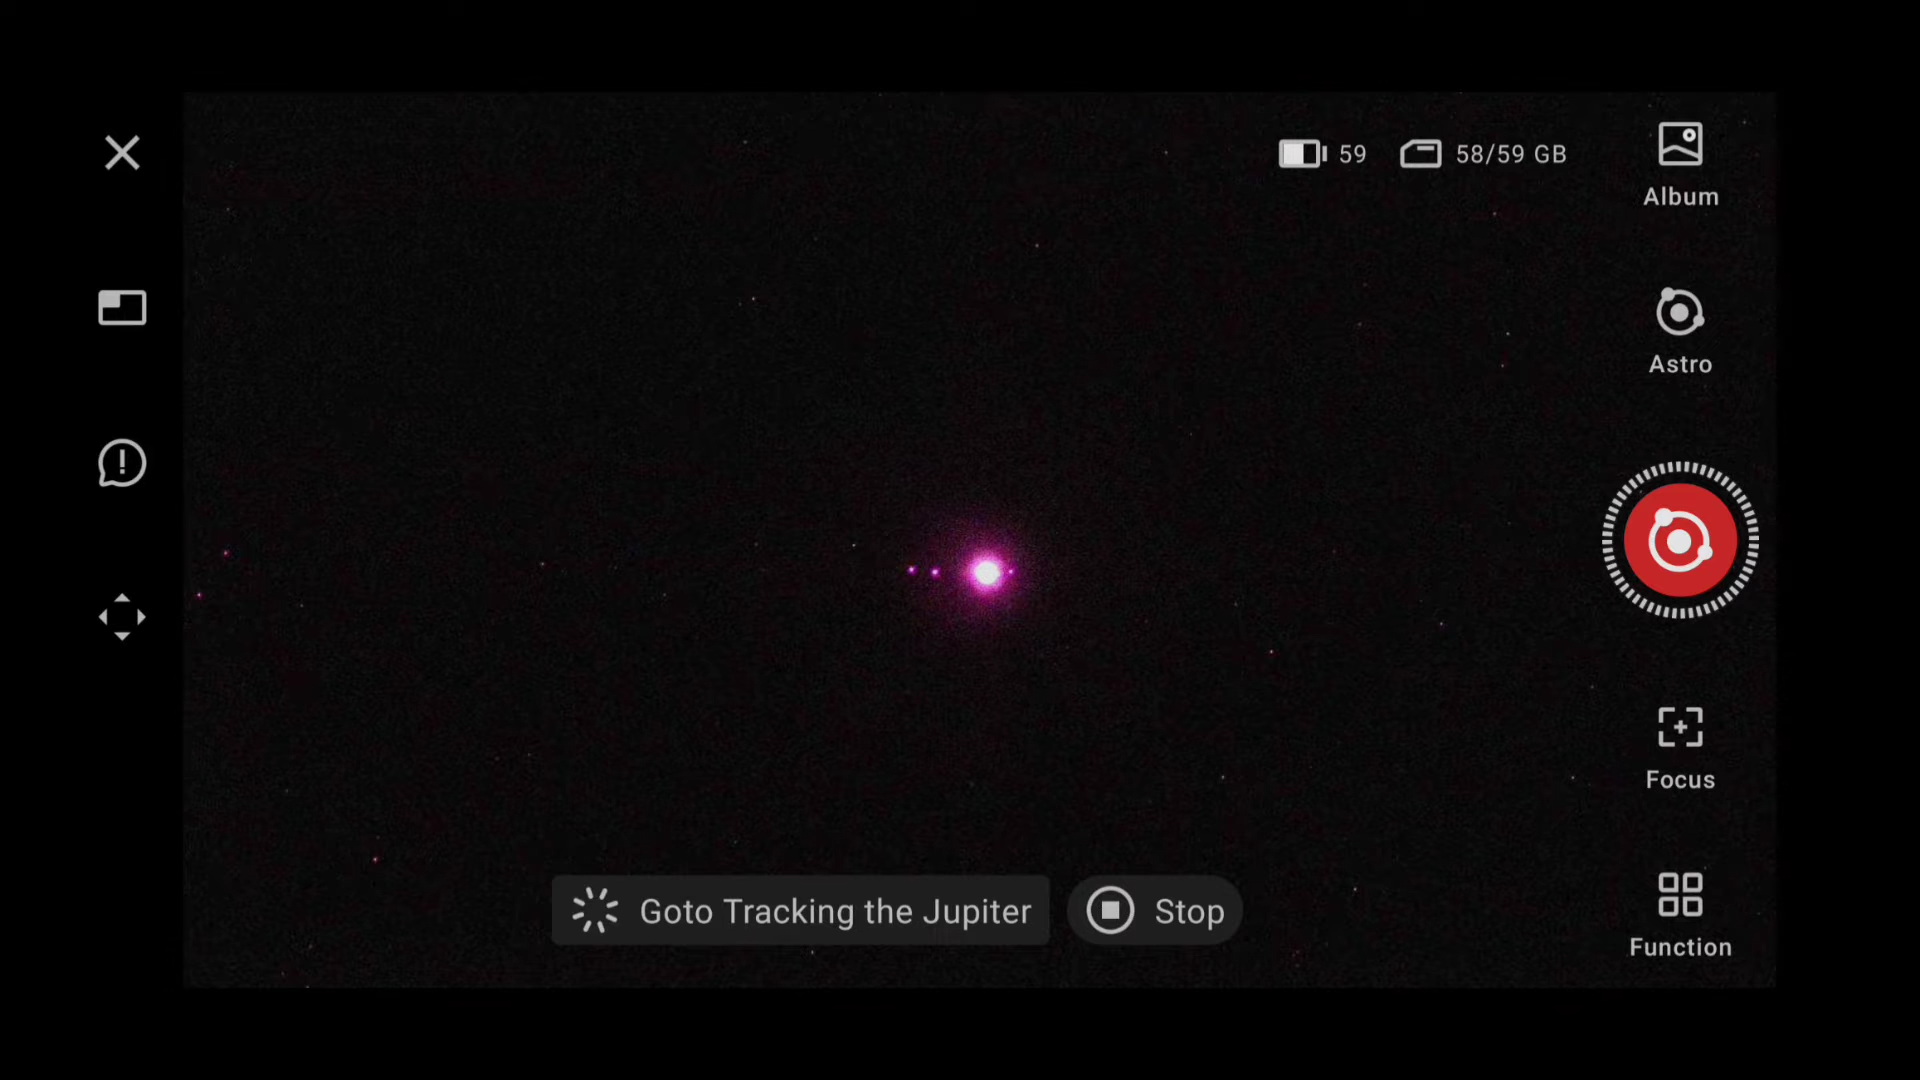 59
58/59 GB
Album
Astro
Focus
Goto Tracking the Jupiter
Stop
Function